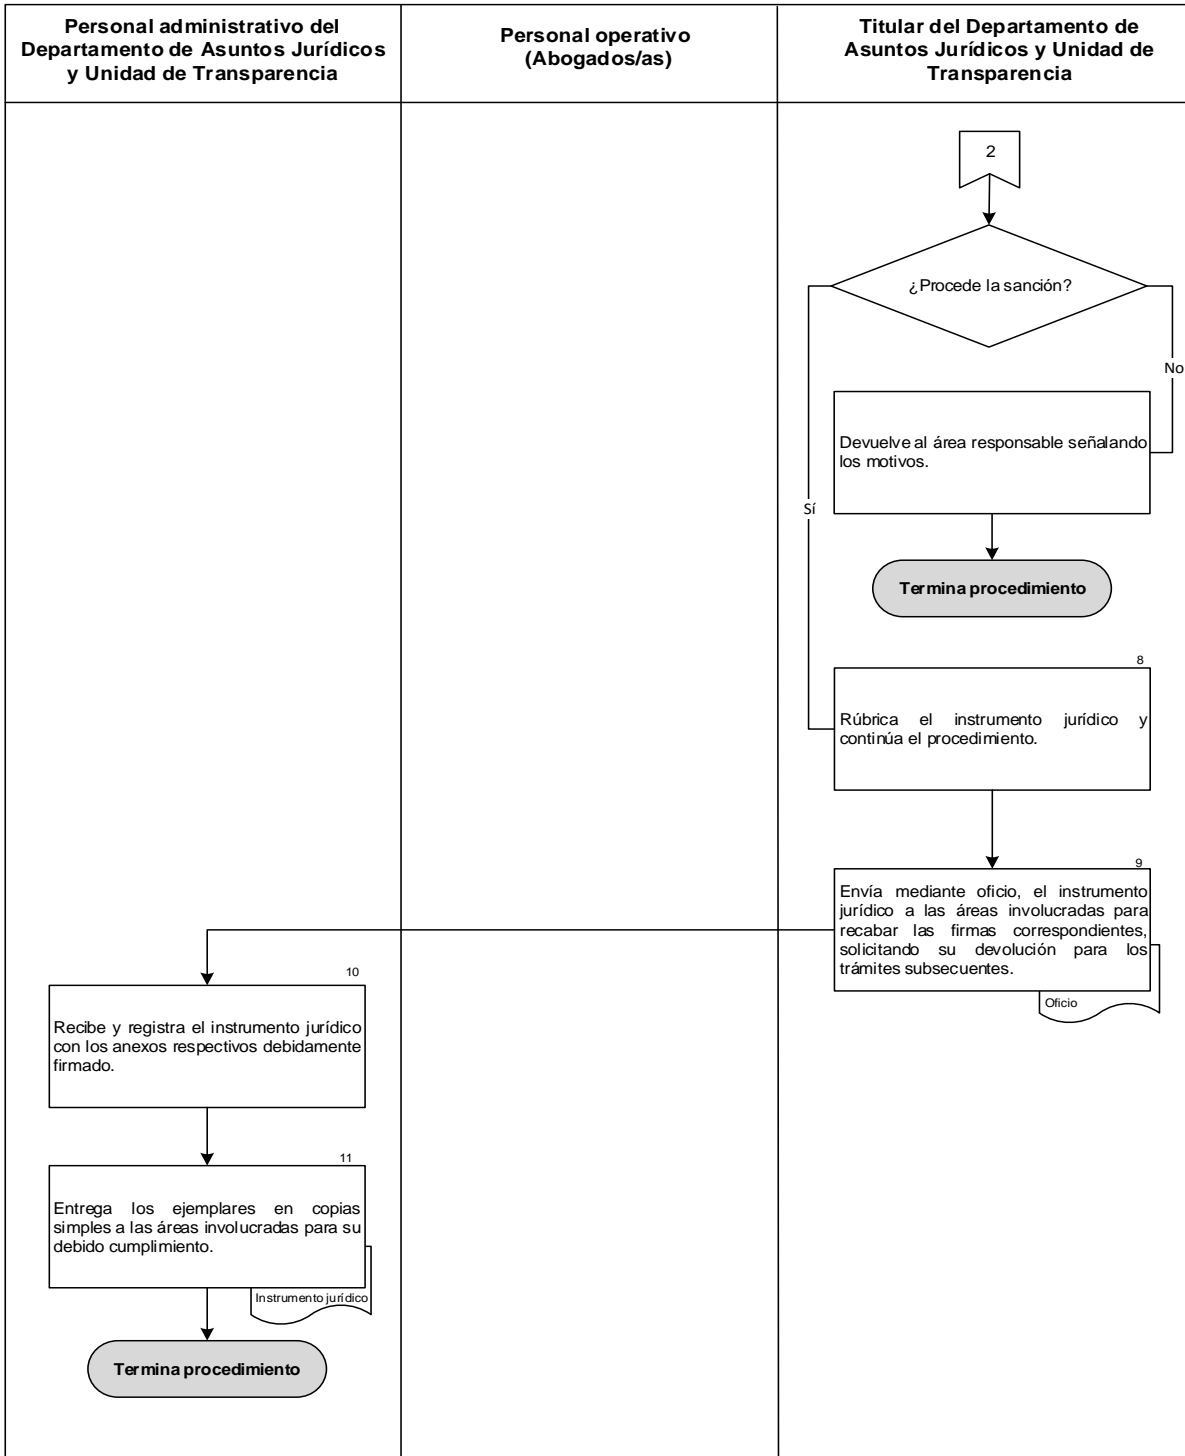 Personal administrativo del
Departamento de Asuntos Jurídicos
y Unidad de Transparencia
Personal operativo
(Abogados/as)
Titular del Departamento de
Asuntos Jurídicos y Unidad de
Transparencia
2
¿Procede la sanción?
No
Devuelve al área responsable señalando
los motivos.
Sí
Termina procedimiento
8
Rúbrica el instrumento jurídico y
continúa el procedimiento.
9
Envía mediante oficio, el instrumento
jurídico a las áreas involucradas para
recabar las firmas correspondientes,
solicitando su devolución para los
trámites subsecuentes.
Oficio
10
Recibe y registra el instrumento jurídico
con los anexos respectivos debidamente
firmado.
11
Entrega los ejemplares en copias
simples a las áreas involucradas para su
debido cumplimiento.
Instrumento jurídico
Termina procedimiento